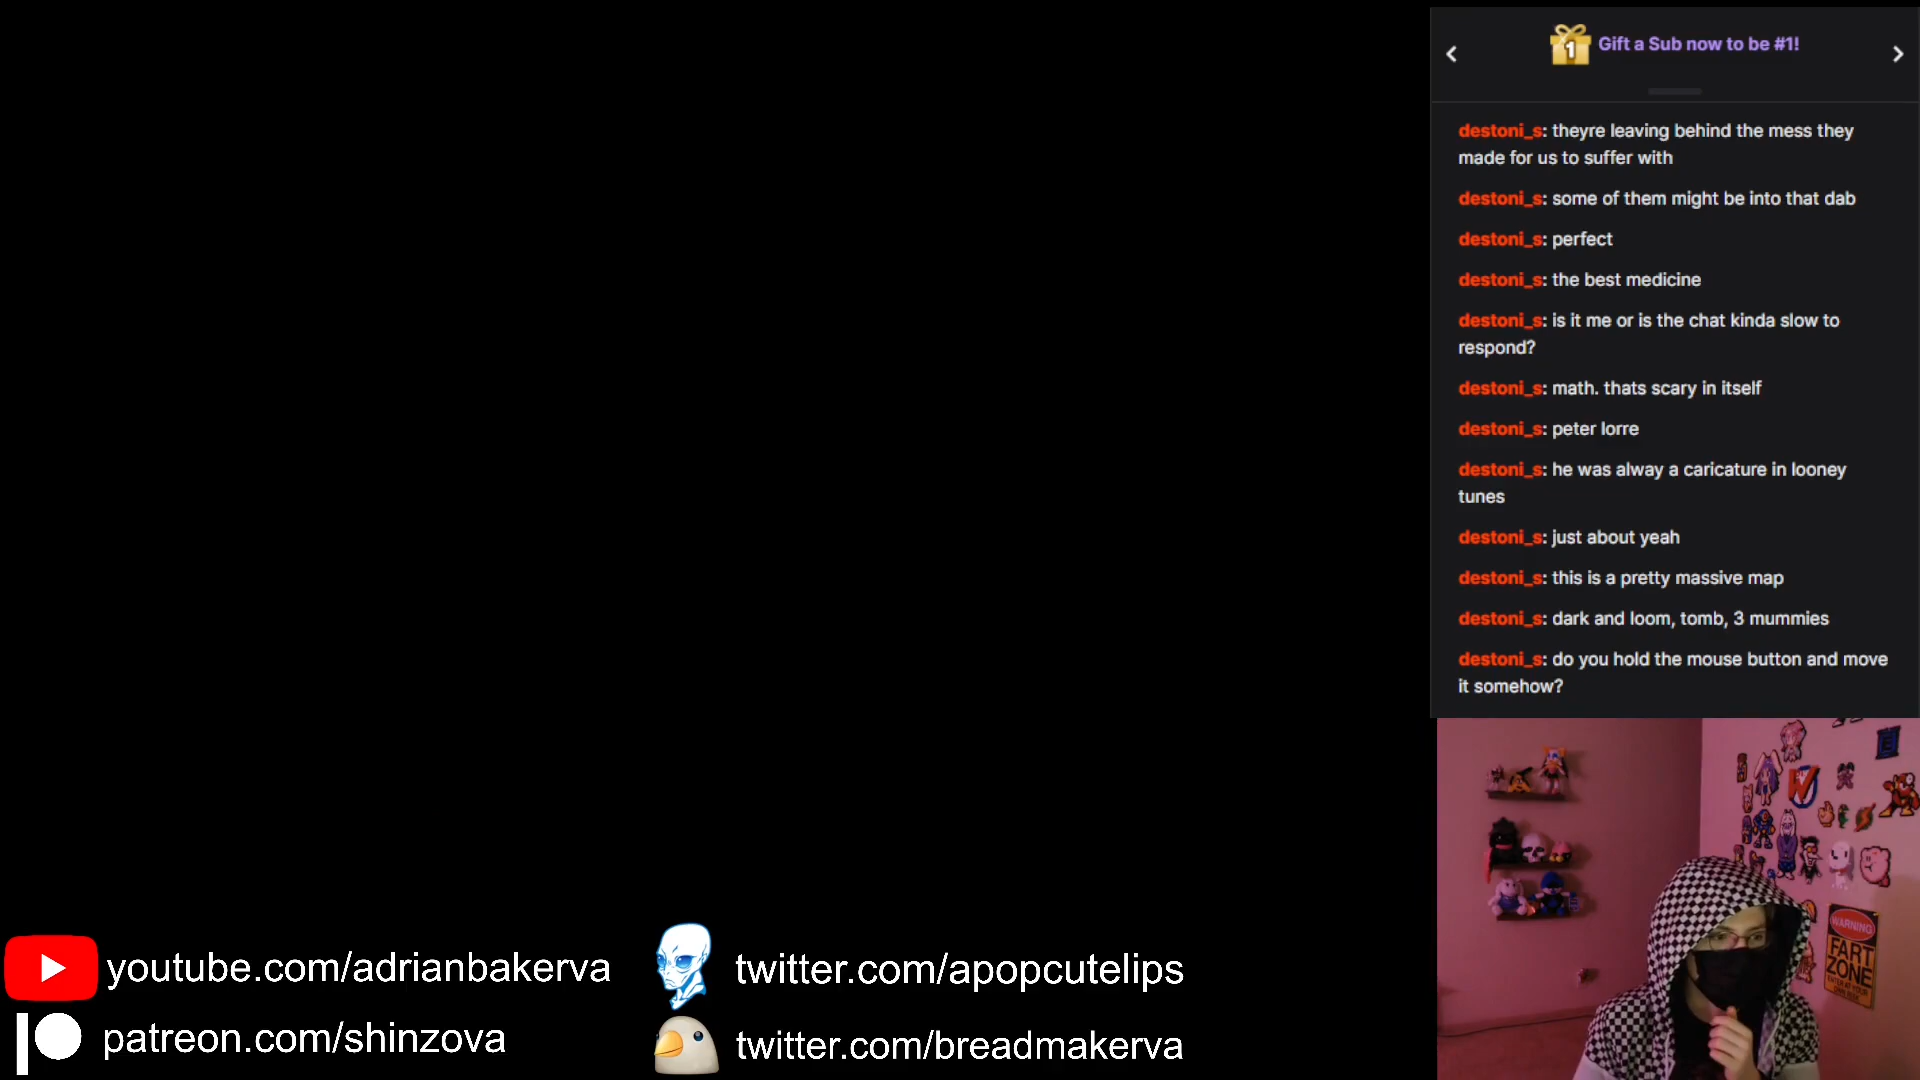 1 Gift a Sub now to be #1!
destoni_s: theyre leaving behind the mess they
made for us to suffer with
destoni_s: some of them might be into that dab
destoni_s: perfect
destoni_s: the best medicine
destoni_s: is it me or is the chat kinda slow to
respond?
destoni_s: math. thats scary in itself
destoni_s: peter lorre
destoni_s: he was alway a caricature in looney
tunes
destoni_s: just about yeah
destoni_s: this is a pretty massive map
destoni_s: dark and loom, tomb, 3 mummies
destoni_s: do you hold the mouse button and move
it somehow?
WARNING
FART
ZONE
youtube.com/adrianbakerva
twitter.com/apopcutelips
patreon.com/shinzova
twitter.com/breadmakerva